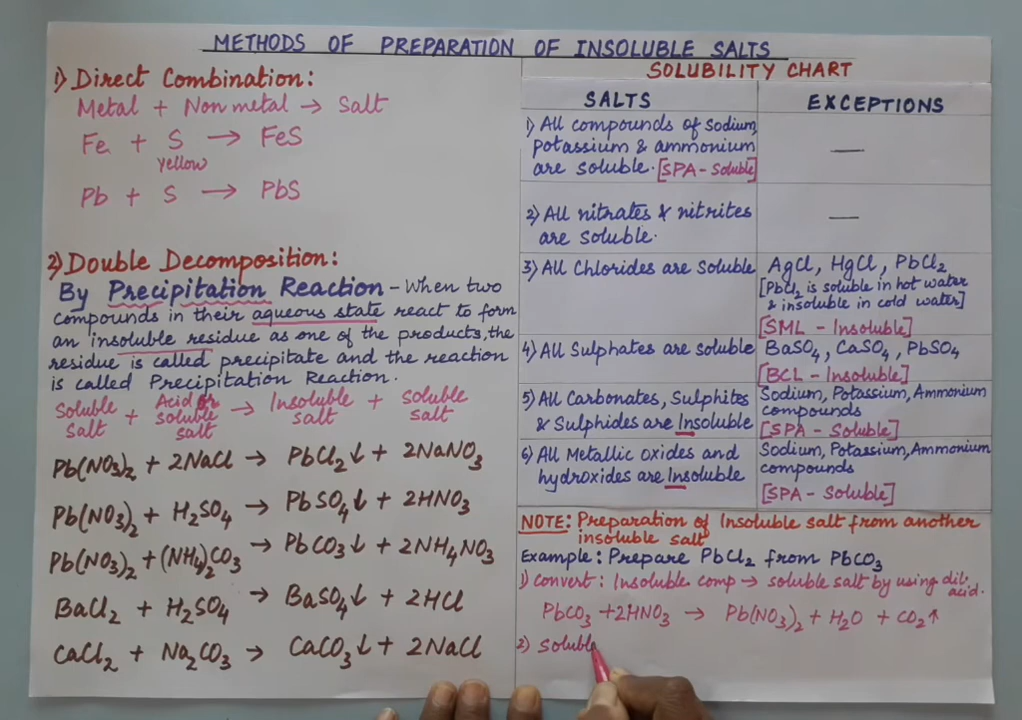 METHODS OF PREPARATION OF INSOLUBLE SALTS
1) Direct Combination:
Metal + Non metal → Salt
Fe + S → FeS
Yellow
Pb + S → PbS
2) Double Decomposition:
By Precipitation Reaction - When two
compounds in their aqueous state react to form
an insoluble residue as one of the products, the
residue is called precipitate and the reaction
is called Precipitation Reaction.
Soluble Salt + Acid or soluble salt → Insoluble salt + soluble salt
Pb(NO3)2 + 2NaCl → PbCl2↓ + 2NaNO3
Pb(NO3)2 + H2SO4 → PbSO4↓ + 2HNO3
Pb(NO3)2 + (NH4)2CO3 → PbCO3↓ + 2NH4NO3
BaCl2 + H2SO4 → BaSO4↓ + 2HCl
CaCl2 + Na2CO3 → CaCO3↓ + 2NaCl
SOLUBILITY CHART
SALTS
EXCEPTIONS
1) All compounds of Sodium,
potassium & ammonium
are soluble. [SPA - Soluble]
—
2) All nitrates & nitrites
are soluble.
—
3) All Chlorides are Soluble
AgCl, HgCl, PbCl2
[PbCl2 is soluble in hot water
& insoluble in cold water]
[SML - Insoluble]
4) All Sulphates are soluble
BaSO4, CaSO4, PbSO4
[BCL - Insoluble]
5) All Carbonates, Sulphites
& Sulphides are Insoluble
Sodium, Potassium, Ammonium
compounds
[SPA - Soluble]
6) All Metallic oxides and
hydroxides are Insoluble
Sodium, Potassium, Ammonium
compounds
[SPA - Soluble]
NOTE: Preparation of Insoluble salt from another
insoluble salt
Example: Prepare PbCl2 from PbCO3
1) Convert: Insoluble comp → soluble salt by using dil. acid.
PbCO3 + 2HNO3 → Pb(NO3)2 + H2O + CO2↑
2) Soluble